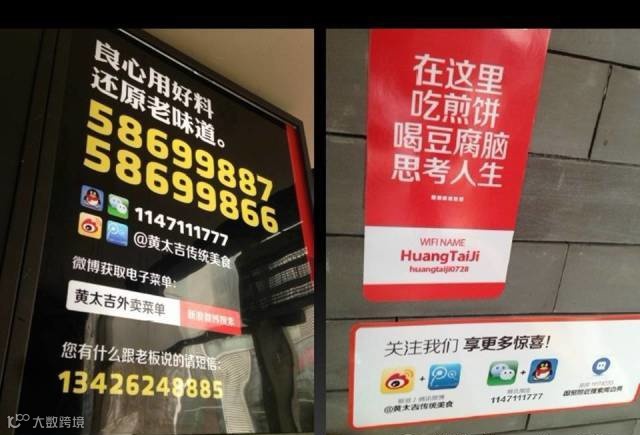 良心用好料
还原老味道。
58699887
58699866
1147111777
@黄太吉传统美食
微博获取电子菜单:
黄太吉外卖菜单
您有什么跟老板说的请短信:
13426248885
在这里
吃煎饼
喝豆腐脑
思考人生
WIFI NAME
HuangTaiJi
huangtaiji0728
关注我们 享更多惊喜!
@黄太吉传统美食
1147111777
大数跨境